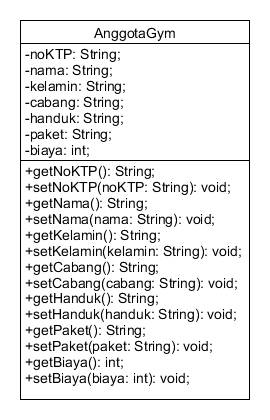 AnggotaGym
-noKTP: String;
-nama: String;
-kelamin: String;
-cabang: String;
-handuk: String;
-paket: String;
-biaya: int;
+getNoKTP(): String;
+setNoKTP(noKTP: String): void;
+getNama(): String;
+setNama(nama: String): void;
+getKelamin(): String;
+setKelamin(kelamin: String): void;
+getCabang(): String;
+setCabang(cabang: String): void;
+getHanduk(): String;
+setHanduk(handuk: String): void;
+getPaket(): String;
+setPaket(paket: String): void;
+getBiaya(): int;
+setBiaya(biaya: int): void;